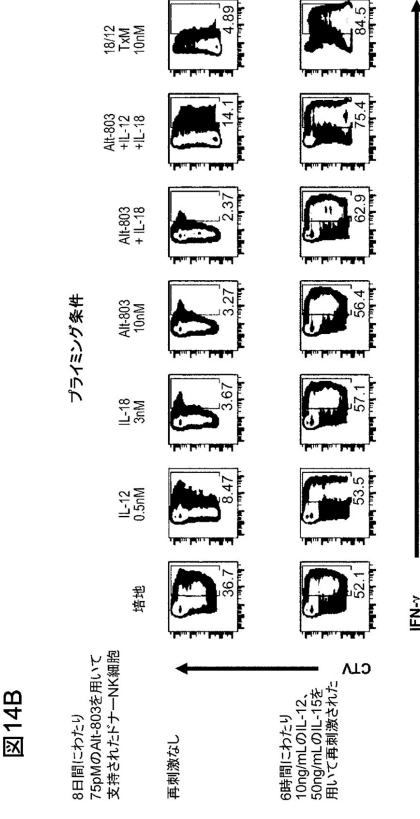 図14B
8日間にわたり
75pMのAlt-803を用いて
支持されたドナーNK細胞
プライミング条件
培地
IL-12
0.5nM
IL-18
3nM
Alt-803
10nM
Alt-803
+ IL-18
Alt-803
+IL-12
+IL-18
18/12
TxM
10nM
再刺激なし
36.7
8.47
3.67
3.27
2.37
14.1
4.89
CTV
6時間にわたり
10ng/mLのIL-12、
50ng/mLのIL-15を
用いて再刺激された
52.1
53.5
57.1
56.4
62.9
75.4
84.5
IFN-γ